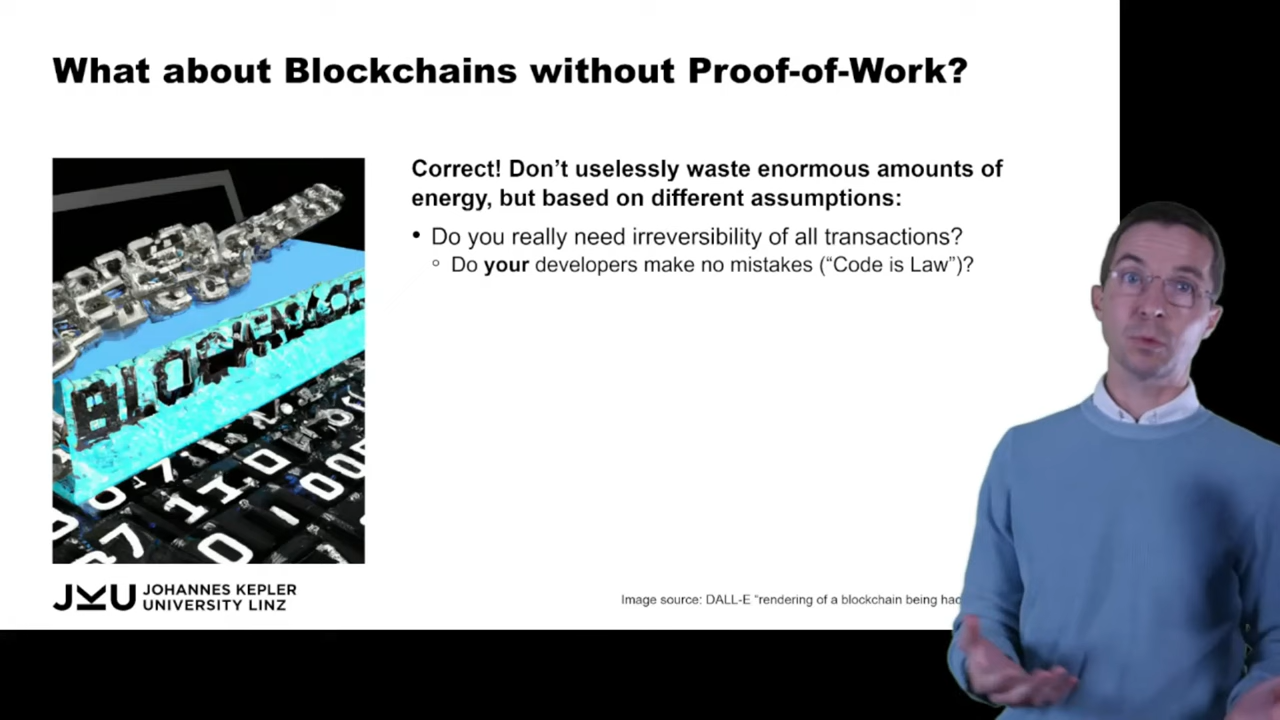 What about Blockchains without Proof-of-Work?
Correct! Don’t uselessly waste enormous amounts of
energy, but based on different assumptions:
• Do you really need irreversibility of all transactions?
○ Do your developers make no mistakes (“Code is Law”)?
JKU JOHANNES KEPLER
UNIVERSITY LINZ
Image source: DALL-E “rendering of a blockchain being